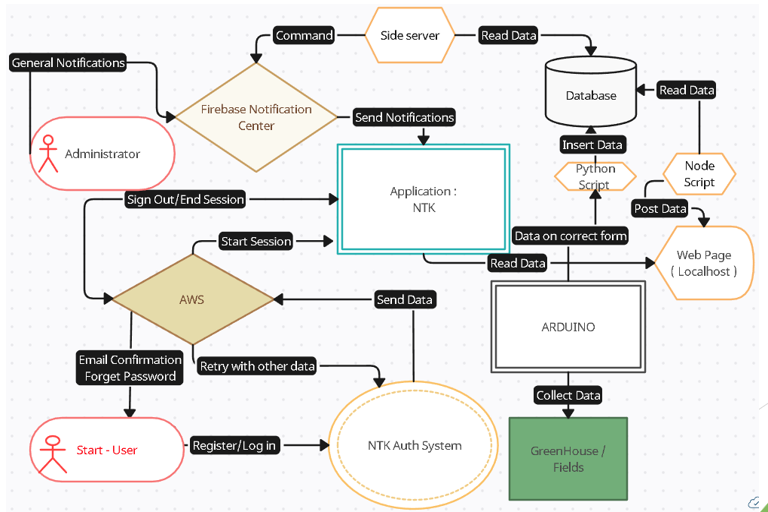 Command
Side server
Read Data
General Notifications
Firebase Notification
Center
Database
Read Data
Send Notifications
Insert Data
Administrator
Python
Script
Node
Script
Sign Out/End Session
Application :
NTK
Post Data
Start Session
Data on correct form
Read Data
Web Page
( Localhost )
AWS
Send Data
ARDUINO
Email Confirmation
Forget Password
Retry with other data
Collect Data
Start - User
Register/Log in
NTK Auth System
GreenHouse /
Fields